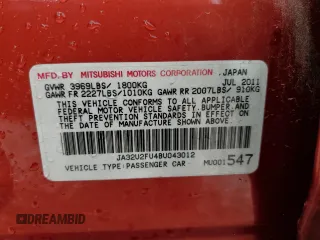 MFD.BY MITSUBISHI MOTORS CORPORATION ,JAPAN
GVWR 3969LBS/ 1800KG JUL 2011
GAWR FR 2227LBS/1010KG GAWR RR 2007LBS/ 910KG
THIS VEHICLE CONFORMS TO ALL APPLICABLE
FEDERAL MOTOR VEHICLE SAFETY,BUMPER,AND
THEFT PREVENTION STANDARDS IN EFFECT ON
THE DATE OF MANUFACTURE SHOWN ABOVE.
JA32U2FU4BU043012
VEHICLE TYPE:PASSENGER CAR MU001547
DREAMBID